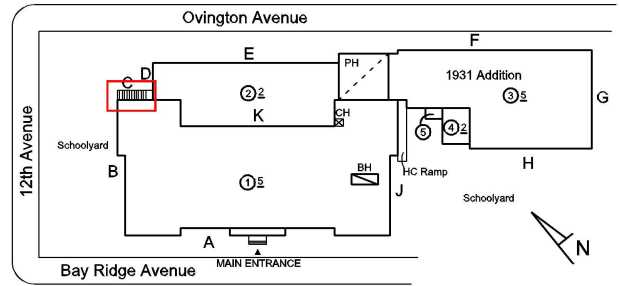 Ovington Avenue
E
F
PH
1931 Addition
D
C
2 2
3 5
G
12th Avenue
K
CH
5
4 2
Schoolyard
HC Ramp
H
B
BH
1 5
J
Schoolyard
A
N
MAIN ENTRANCE
Bay Ridge Avenue